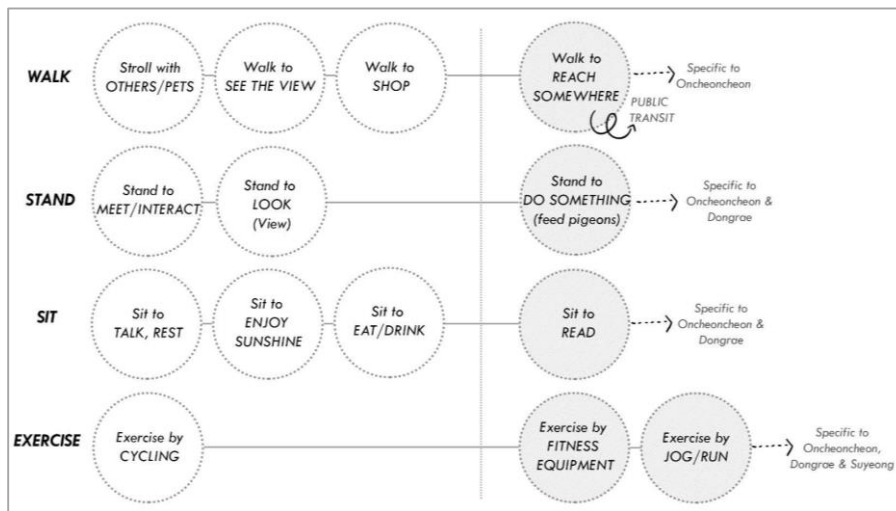 WALK
Stroll with
OTHERS/PETS
Walk to
SEE THE VIEW
Walk to
SHOP
Walk to
REACH
SOMEWHERE
PUBLIC
TRANSIT
Specific to
Oncheoncheon
STAND
Stand to
MEET/INTERACT
Stand to
LOOK
(View)
Stand to
DO SOMETHING
(feed pigeons)
Specific to
Oncheoncheon &
Dongrae
SIT
Sit to
TALK, REST
Sit to
ENJOY
SUNSHINE
Sit to
EAT/DRINK
Sit to
READ
Specific to
Oncheoncheon &
Dongrae
EXERCISE
Exercise by
CYCLING
Exercise by
FITNESS
EQUIPMENT
Exercise by
JOG/RUN
Specific to
Oncheoncheon,
Dongrae & Suyeong